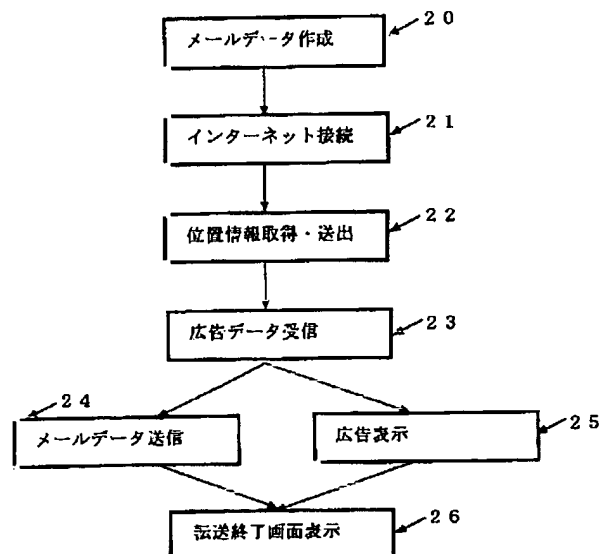 メールデータ作成
20
インターネット接続
21
位置情報取得・送出
22
広告データ受信
23
24
メールデータ送信
広告表示
25
転送終了画面表示
26